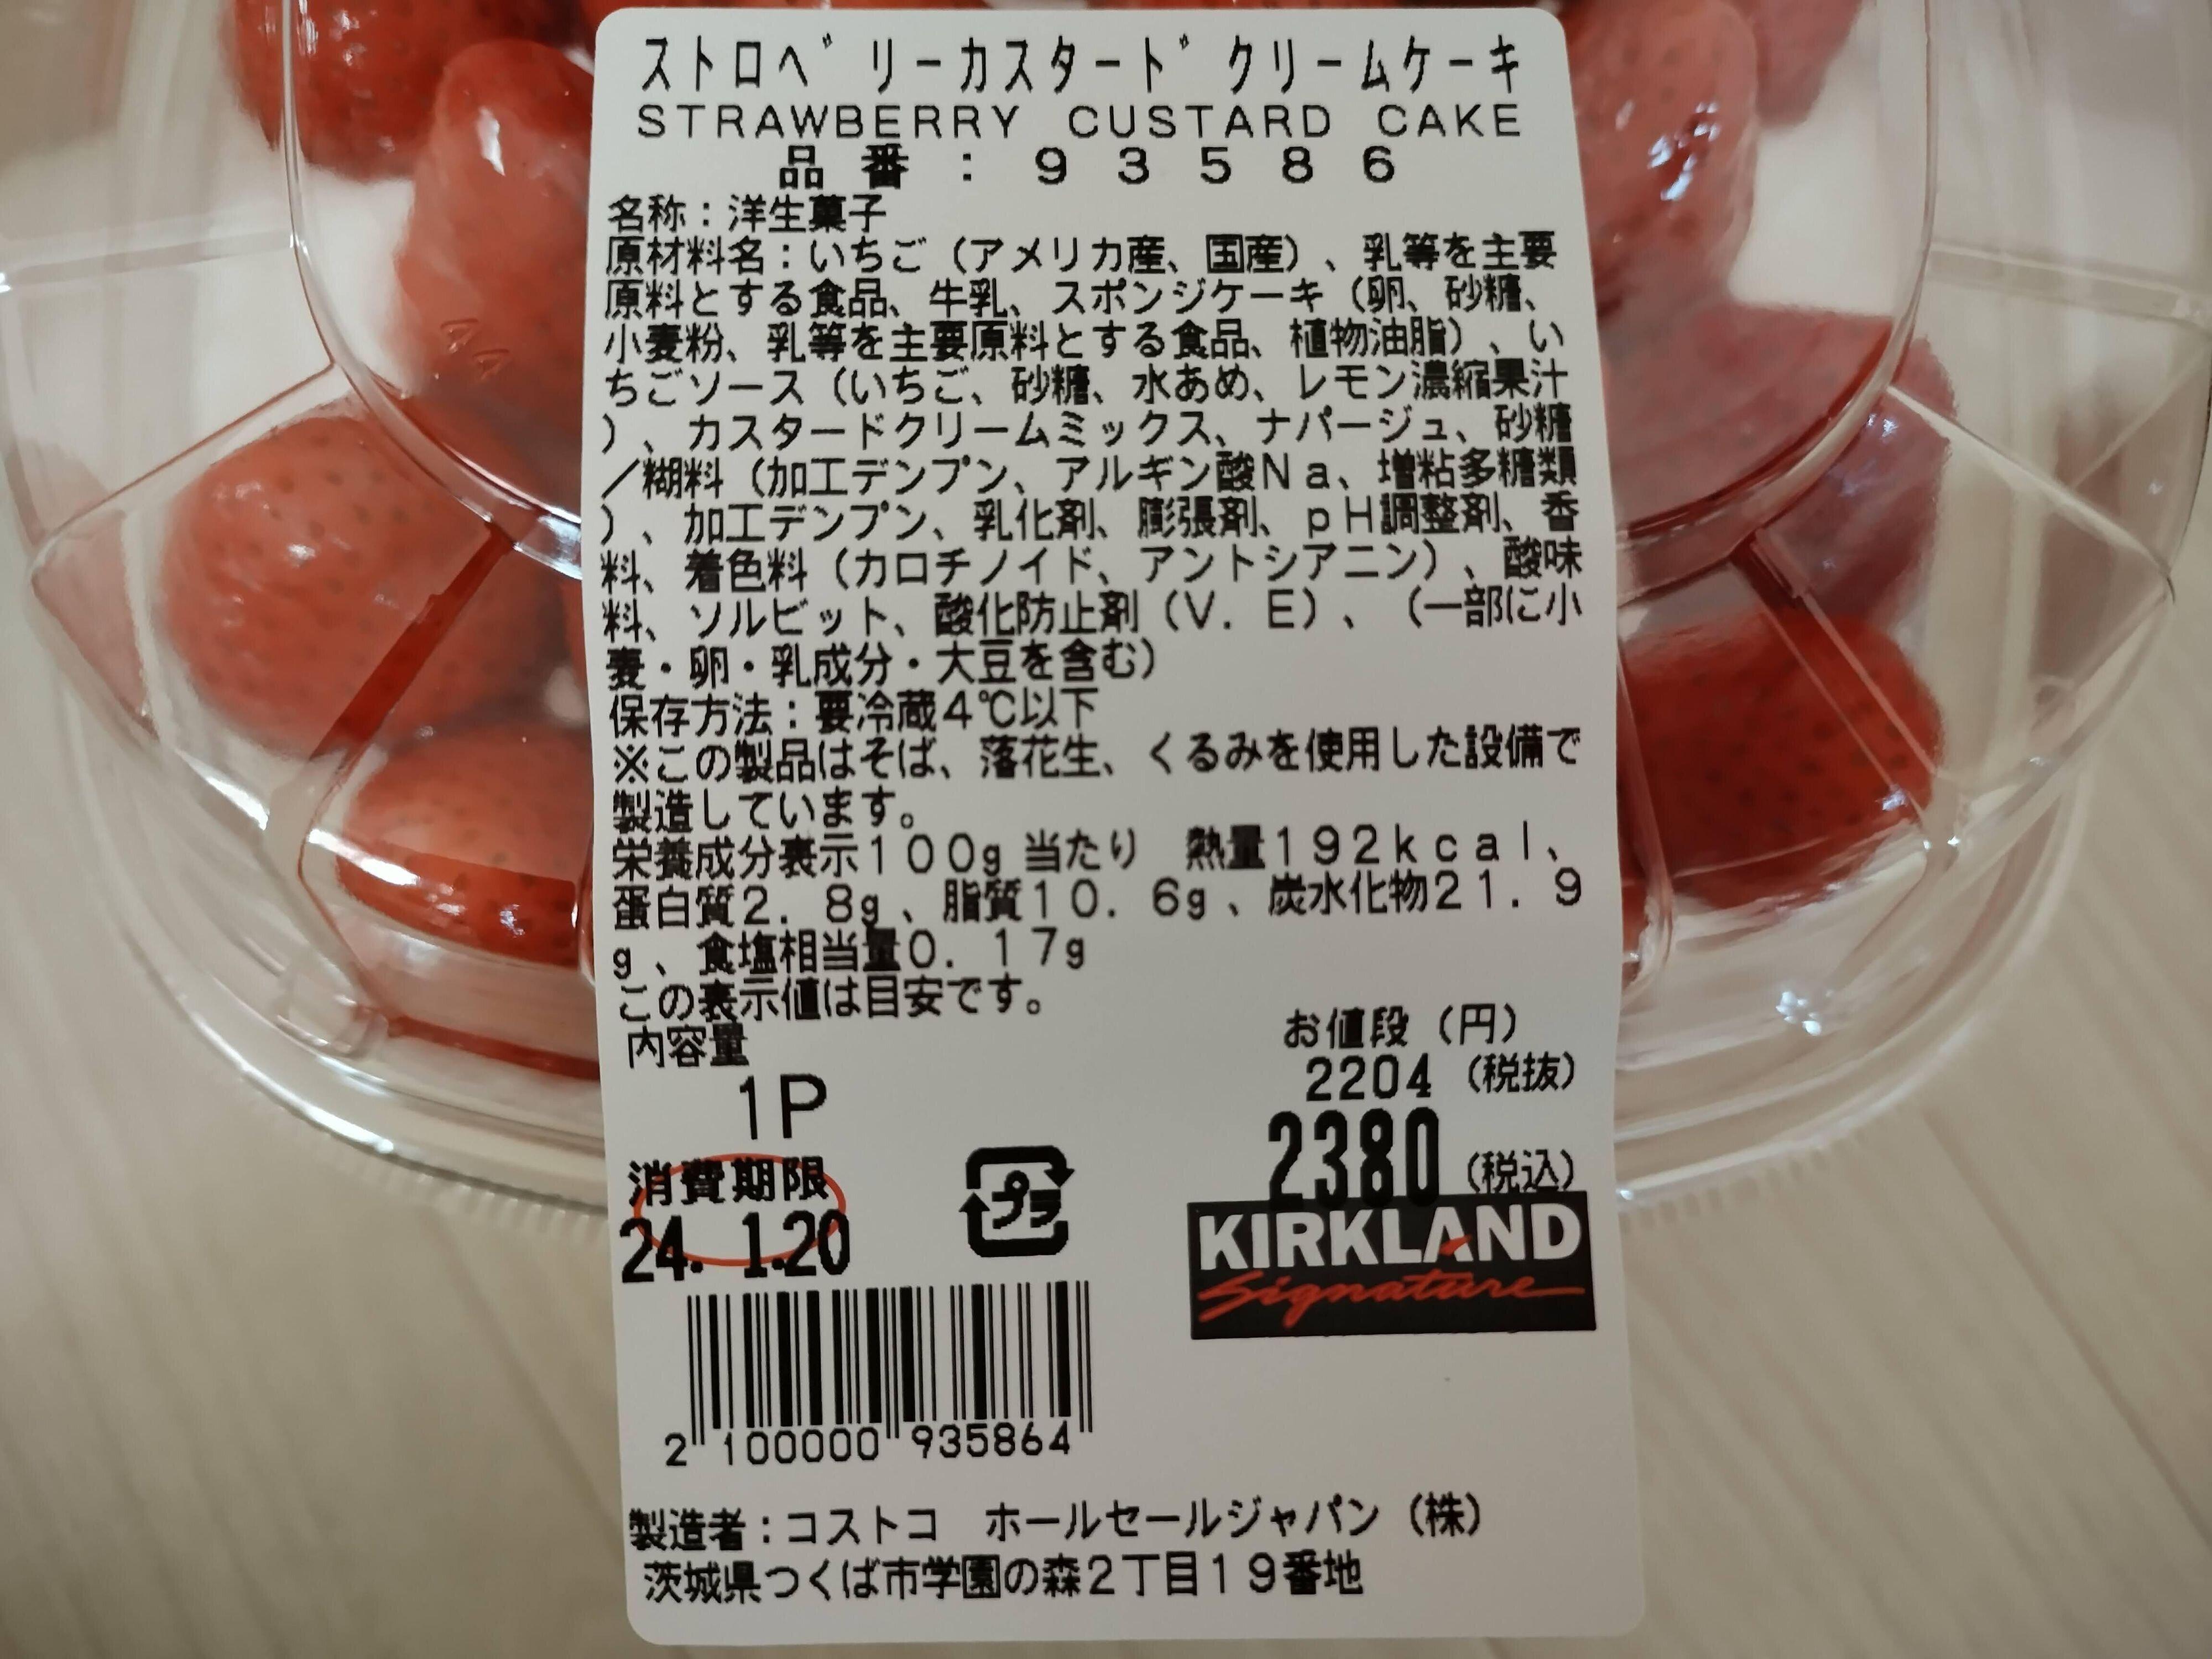 ストロベリーカスタードクリームケーキ
STRAWBERRY CUSTARD CAKE
品番:93586
名称:洋生菓子
原材料名:いちご(アメリカ産、国産)、乳等を主要
原料とする食品、牛乳、スポンジケーキ(卵、砂糖、
小麦粉、乳等を主要原料とする食品、植物油脂)、い
ちごソース(いちご、砂糖、水あめ、レモン濃縮果汁
)、カスタードクリームミックス、ナパージュ、砂糖
/糊料(加工デンプン、アルギン酸Na、増粘多糖類
)、加工デンプン、乳化剤、膨張剤、pH調整剤、香
料、着色料(カロチノイド、アントシアニン)、酸味
料、ソルビット、酸化防止剤(V.E)、(一部に小
麦・卵・乳成分・大豆を含む)
保存方法:要冷蔵4℃以下
※この製品はそば、落花生、くるみを使用した設備で
製造しています。
栄養成分表示100g当たり 熱量192kcal、
蛋白質2.8g、脂質10.6g、炭水化物21.9
g、食塩相当量0.17g
この表示値は目安です。
内容量
1P
お値段(円)
2204(税抜)
2380(税込)
消費期限
24. 1.20
プラ
KIRKLAND
Signature
2 100000 935864
製造者:コストコ ホールセールジャパン(株)
茨城県つくば市学園の森2丁目19番地